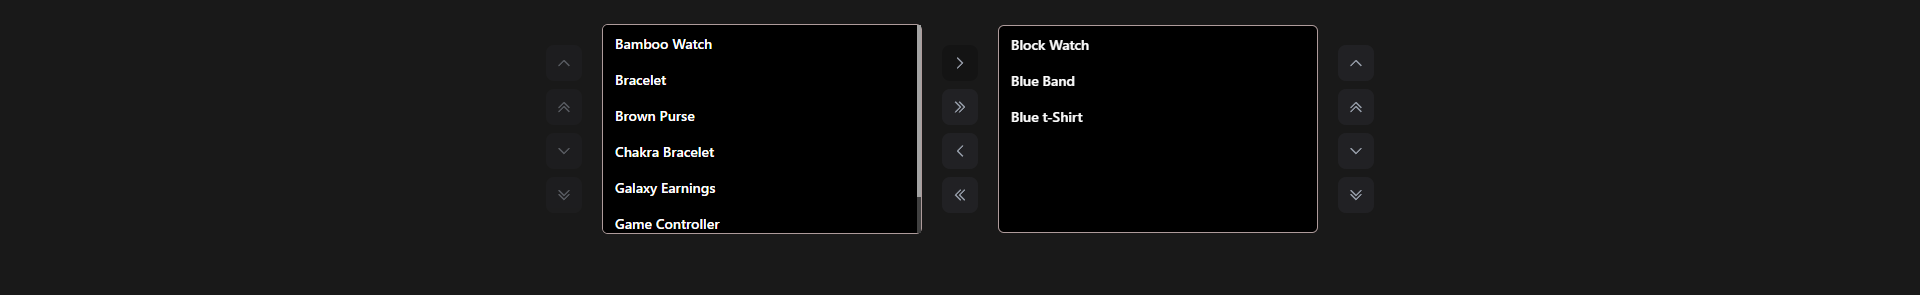 Bamboo Watch
Bracelet
Brown Purse
Chakra Bracelet
Galaxy Earnings
Game Controller
Block Watch
Blue Band
Blue t-Shirt